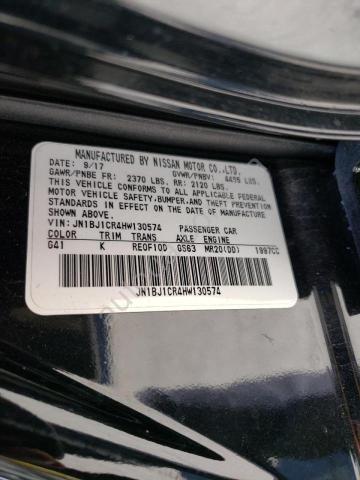 MANUFACTURED BY NISSAN MOTOR CO.,LTD.
DATE: 9/17 GVWR/PNBV: 4455 LBS.
GAWR/PNBE FR: 2370 LBS. RR: 2120 LBS.
THIS VEHICLE CONFORMS TO ALL APPLICABLE FEDERAL
MOTOR VEHICLE SAFETY,BUMPER,AND THEFT PREVENTION
STANDARDS IN EFFECT ON THE DATE OF MANUFACTURE
SHOWN ABOVE.
VIN: JN1BJ1CR4HW130574 PASSENGER CAR
COLOR TRIM TRANS AXLE ENGINE
G41 K RE0F10D GS63 MR20(DD) 1997CC
JN1BJ1CR4HW130574